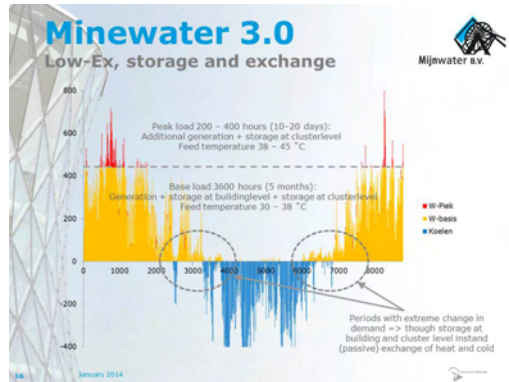 Minewater 3.0
Low-Ex, storage and exchange
Mijnwater B.V.
800
Peak load 200 – 400 hours (10–20 days):
Additional generation + storage at clusterlevel
Feed temperature 38 – 45 ˚C
600
400
Base load 3600 hours (5 months):
Generation + storage at buildinglevel + storage at clusterlevel
Feed temperature 30 – 38 ˚C
W-Piek
W-basis
Koelen
200
0
0 1000 2000 3000 4000 5000 6000 7000 8000
-200
-400
Periods with extreme change in
demand => though storage at
building and cluster level instand
(passive) exchange of heat and cold
16
January 2014